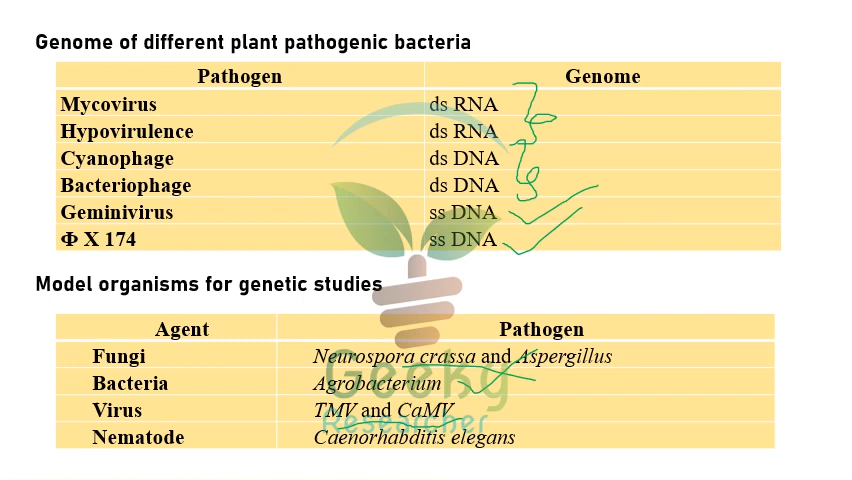 Genome of different plant pathogenic bacteria
Pathogen Genome
Mycovirus ds RNA
Hypovirulence ds RNA
Cyanophage ds DNA
Bacteriophage ds DNA
Geminivirus ss DNA
Φ X 174 ss DNA
Model organisms for genetic studies
Agent Pathogen
Fungi Neurospora crassa and Aspergillus
Bacteria Agrobacterium
Virus TMV and CaMV
Nematode Caenorhabditis elegans
Geeky
Researcher